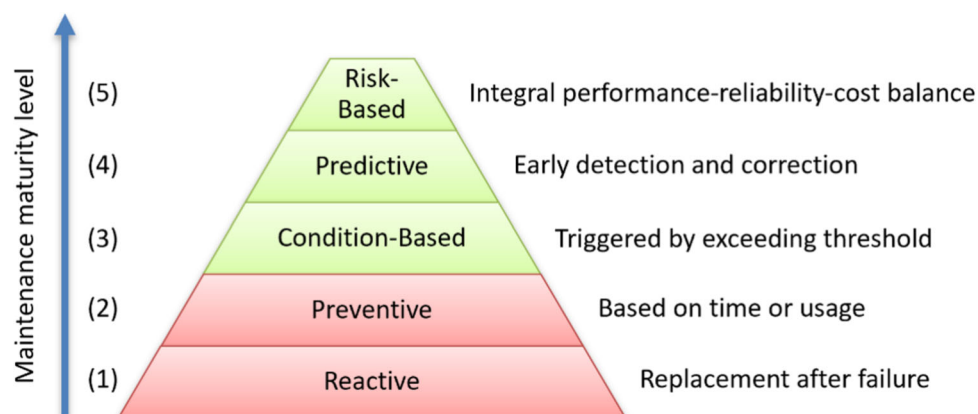 Maintenance maturity level
(5)
Risk-
Based
Integral performance-reliability-cost balance
(4)
Predictive
Early detection and correction
(3)
Condition-Based
Triggered by exceeding threshold
(2)
Preventive
Based on time or usage
(1)
Reactive
Replacement after failure